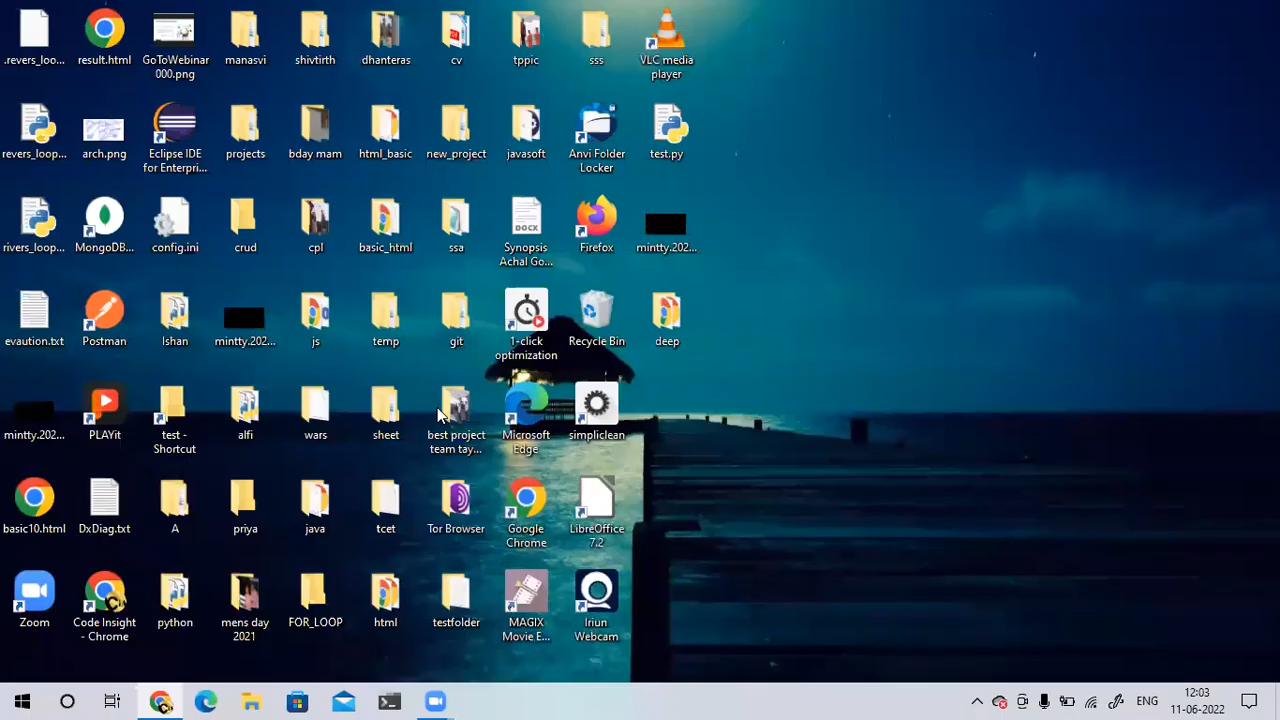 .revers_loo...
result.html
GoToWebinar
000.png
manasvi
shivtirth
dhanteras
cv
tppic
sss
VLC media
player
revers_loop...
arch.png
Eclipse IDE
for Enterpri...
projects
bday mam
html_basic
new_project
javasoft
Anvi Folder
Locker
test.py
rivers_loop...
MongoDB...
config.ini
crud
cpl
basic_html
ssa
Synopsis
Achal Go...
Firefox
mintty.202...
evaution.txt
Postman
Ishan
mintty.202...
js
temp
git
1-click
optimization
Recycle Bin
deep
mintty.202...
PLAYit
test -
Shortcut
alfi
wars
sheet
best project
team tay...
Microsoft
Edge
simpliclean
basic10.html
DxDiag.txt
A
priya
java
tcet
Tor Browser
Google
Chrome
LibreOffice
7.2
Zoom
Code Insight
- Chrome
python
mens day
2021
FOR_LOOP
html
testfolder
MAGIX
Movie E...
Iriun
Webcam
ENG
12:03
11-06-2022